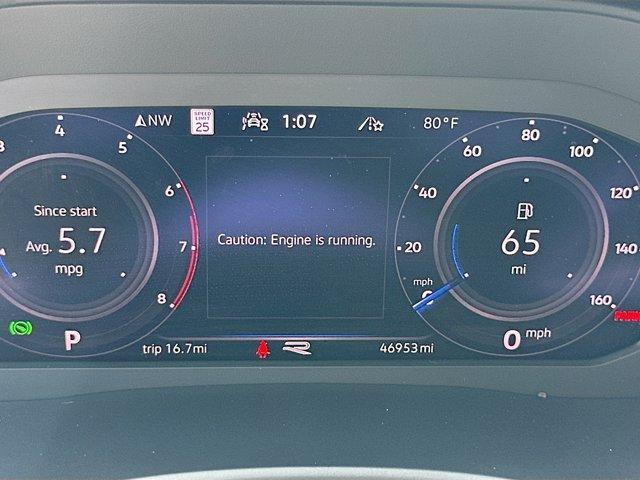 NW
SPEED
LIMIT
25
1:07
80°F
3
4
5
6
7
8
Since start
Avg. 5.7
mpg
Caution: Engine is running.
mph
20
40
60
80
100
120
140
160
65
mi
P
trip 16.7mi
46953mi
0 mph
PARK